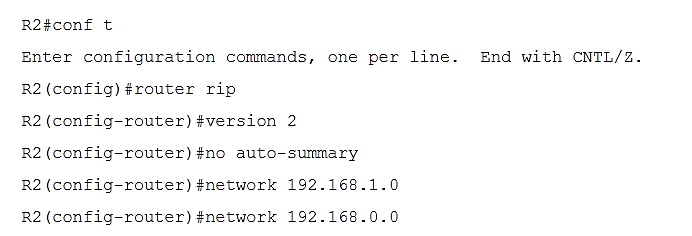 R2#conf t
Enter configuration commands, one per line.  End with CNTL/Z.
R2(config)#router rip
R2(config-router)#version 2
R2(config-router)#no auto-summary
R2(config-router)#network 192.168.1.0
R2(config-router)#network 192.168.0.0